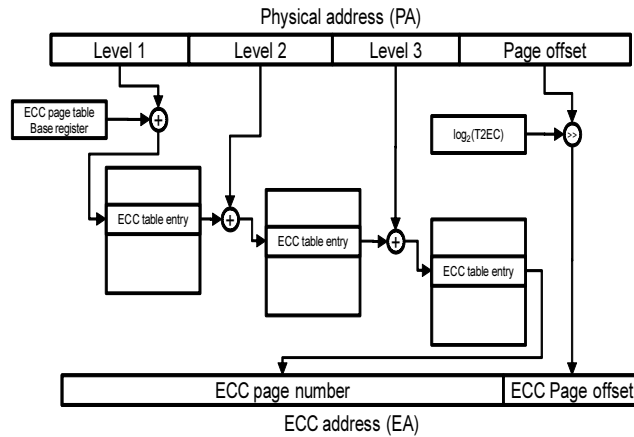 Physical address (PA)
Level 1 Level 2 Level 3 Page offset
ECC page table
Base register
+
log2(T2EC)
>>
ECC table entry
+
ECC table entry
+
ECC table entry
ECC page number ECC Page offset
ECC address (EA)